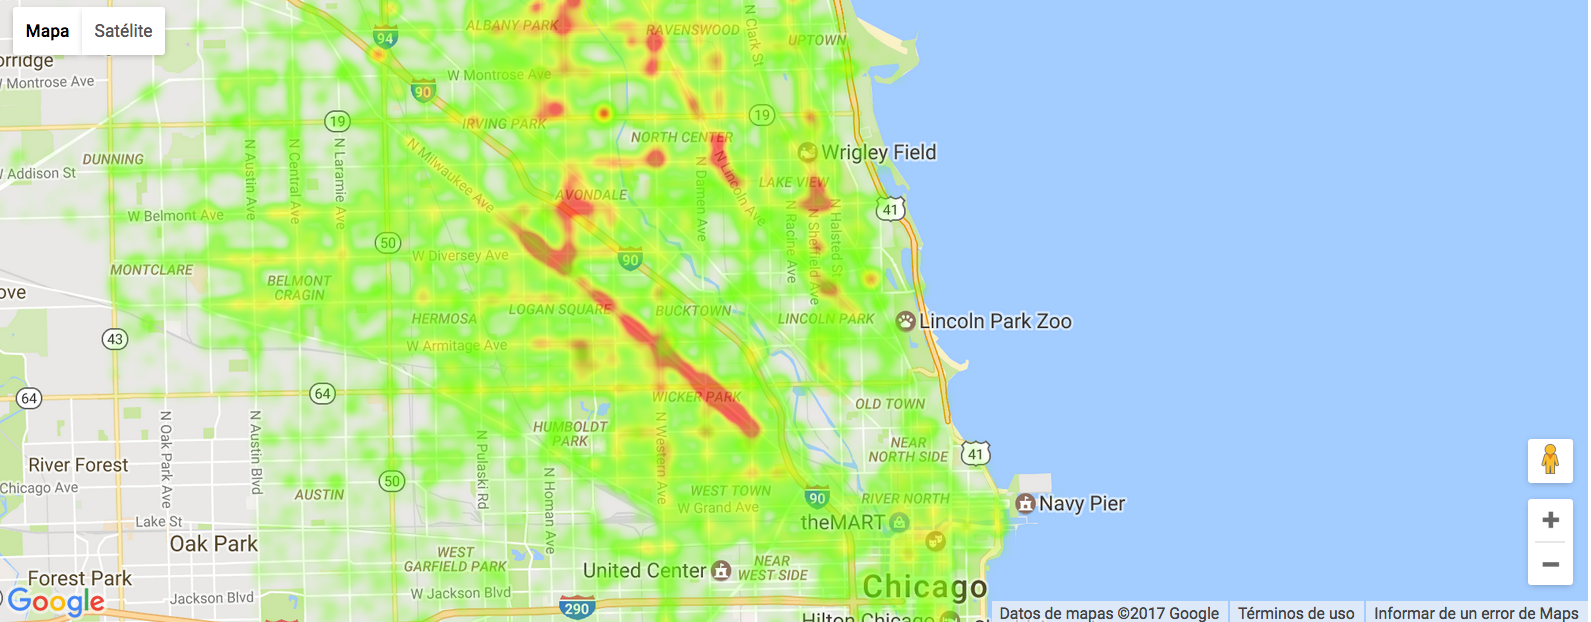 Mapa
Satélite
ALBANY PARK
RAVENSWOOD
N Clark St
UPTOWN
94
orridge
W Montrose Ave
W Montrose Ave
90
19
IRVING PARK
19
NORTH CENTER
Wrigley Field
DUNNING
N Austin Ave
N Central Ave
N Laramie Ave
N Milwaukee Ave
N Damen Ave
N Lincoln Ave
LAKE VIEW
W Addison St
AVONDALE
W Belmont Ave
N Racine Ave
N Sheffield Ave
N Halsted St
41
50
W Diversey Ave
90
MONTCLARE
BELMONT
CRAGIN
ove
LOGAN SQUARE
BUCKTOWN
HERMOSA
LINCOLN PARK
Lincoln Park Zoo
43
W Armitage Ave
64
64
WICKER PARK
OLD TOWN
N Oak Park Ave
N Austin Blvd
N Pulaski Rd
HUMBOLDT
PARK
N Western Ave
NEAR
NORTH SIDE
41
River Forest
Chicago Ave
50
AUSTIN
N Homan Ave
WEST TOWN
W Grand Ave
90
RIVER NORTH
Navy Pier
theMART
Lake St
Oak Park
WEST
GARFIELD PARK
United Center
NEAR
WEST SIDE
Forest Park
Jackson Blvd
W Jackson Blvd
Chicago
290
Google
Hilton Chicago
Datos de mapas ©2017 Google
Términos de uso
Informar de un error de Maps